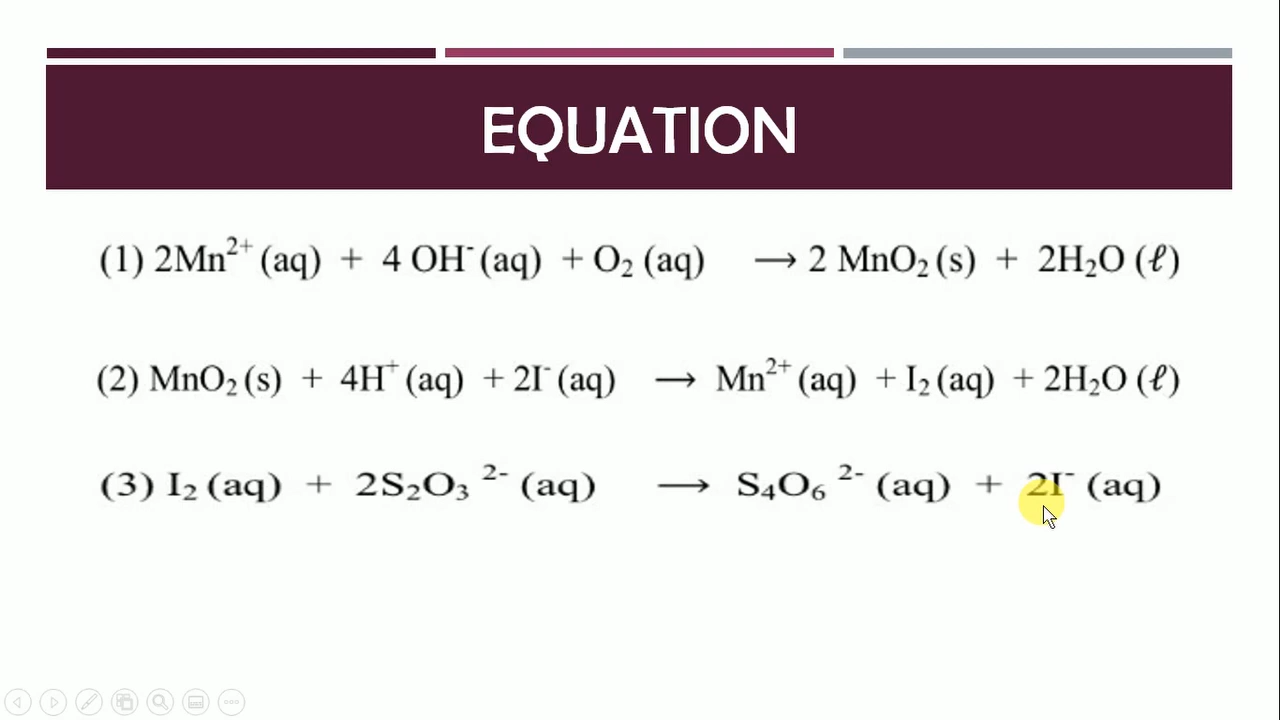 EQUATION
(1) 2Mn²⁺ (aq) + 4 OH⁻ (aq) + O₂ (aq) → 2 MnO₂ (s) + 2H₂O (ℓ)
(2) MnO₂ (s) + 4H⁺ (aq) + 2I⁻ (aq) → Mn²⁺ (aq) + I₂ (aq) + 2H₂O (ℓ)
(3) I₂ (aq) + 2S₂O₃ ²⁻ (aq) → S₄O₆ ²⁻ (aq) + 2I⁻ (aq)